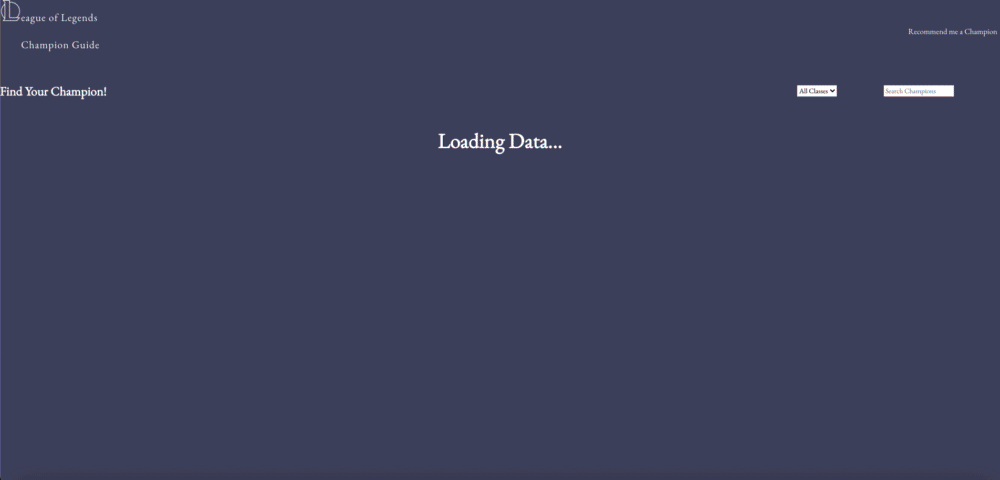 League of Legends
Champion Guide
Recommend me a Champion
Find Your Champion!
All Classes
Search Champions
Loading Data...